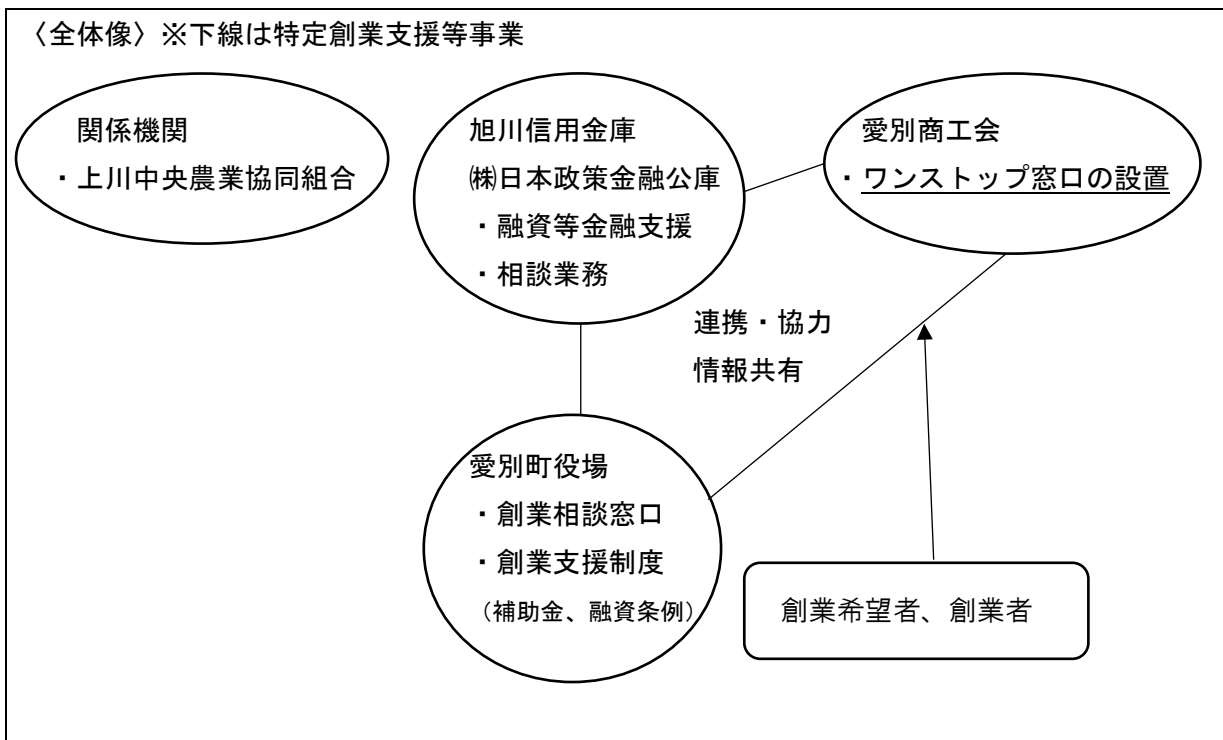 〈全体像〉※下線は特定創業支援等事業
関係機関
・上川中央農業協同組合
旭川信用金庫
㈱日本政策金融公庫
・融資等金融支援
・相談業務
愛別商工会
・ワンストップ窓口の設置
連携・協力
情報共有
愛別町役場
・創業相談窓口
・創業支援制度
（補助金、融資条例）
創業希望者、創業者